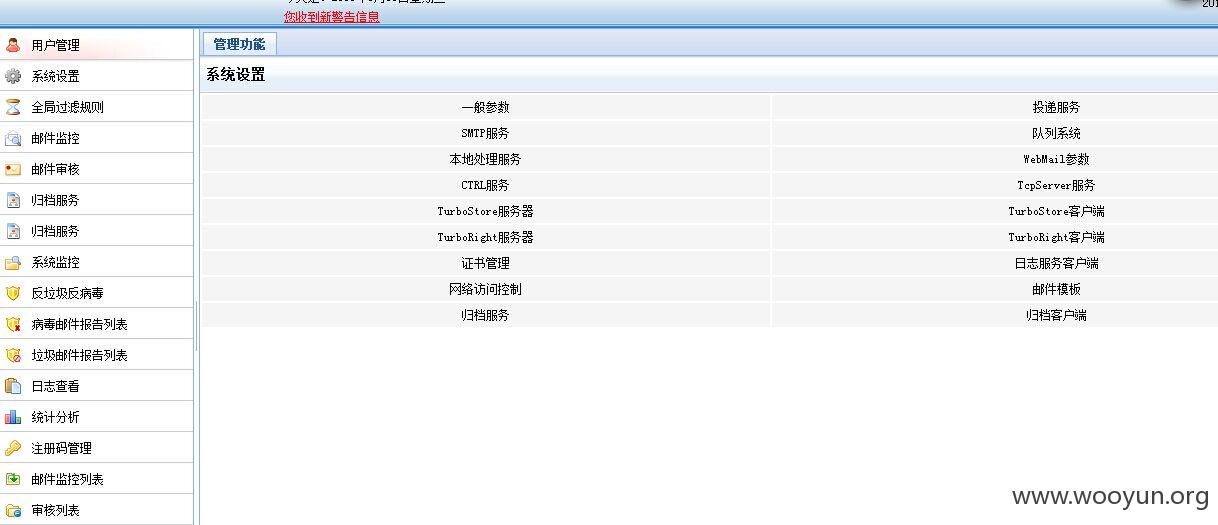 您收到新警告信息
201
用户管理
系统设置
全局过滤规则
邮件监控
邮件审核
归档服务
归档服务
系统监控
反垃圾反病毒
病毒邮件报告列表
垃圾邮件报告列表
日志查看
统计分析
注册码管理
邮件监控列表
审核列表
管理功能
系统设置
一般参数 投递服务
SMTP服务 队列系统
本地处理服务 WebMail参数
CTRL服务 TcpServer服务
TurboStore服务器 TurboStore客户端
TurboRight服务器 TurboRight客户端
证书管理 日志服务客户端
网络访问控制 邮件模板
归档服务 归档客户端
www.wooyun.org